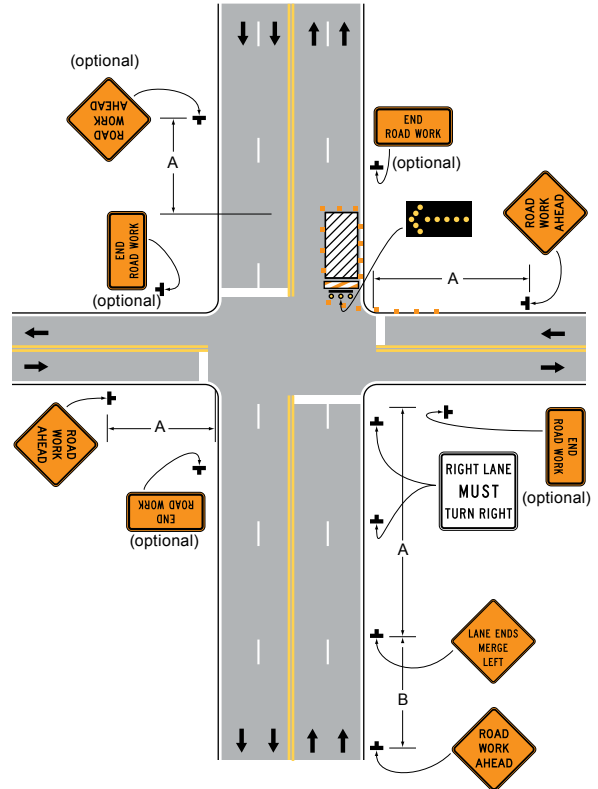 (optional)
ROAD
WORK
AHEAD
A
END
ROAD WORK
(optional)
END
ROAD WORK
(optional)
ROAD
WORK
AHEAD
A
ROAD
WORK
AHEAD
A
END
ROAD WORK
(optional)
RIGHT LANE
MUST
TURN RIGHT
END
ROAD WORK
(optional)
A
LANE ENDS
MERGE
LEFT
B
ROAD
WORK
AHEAD